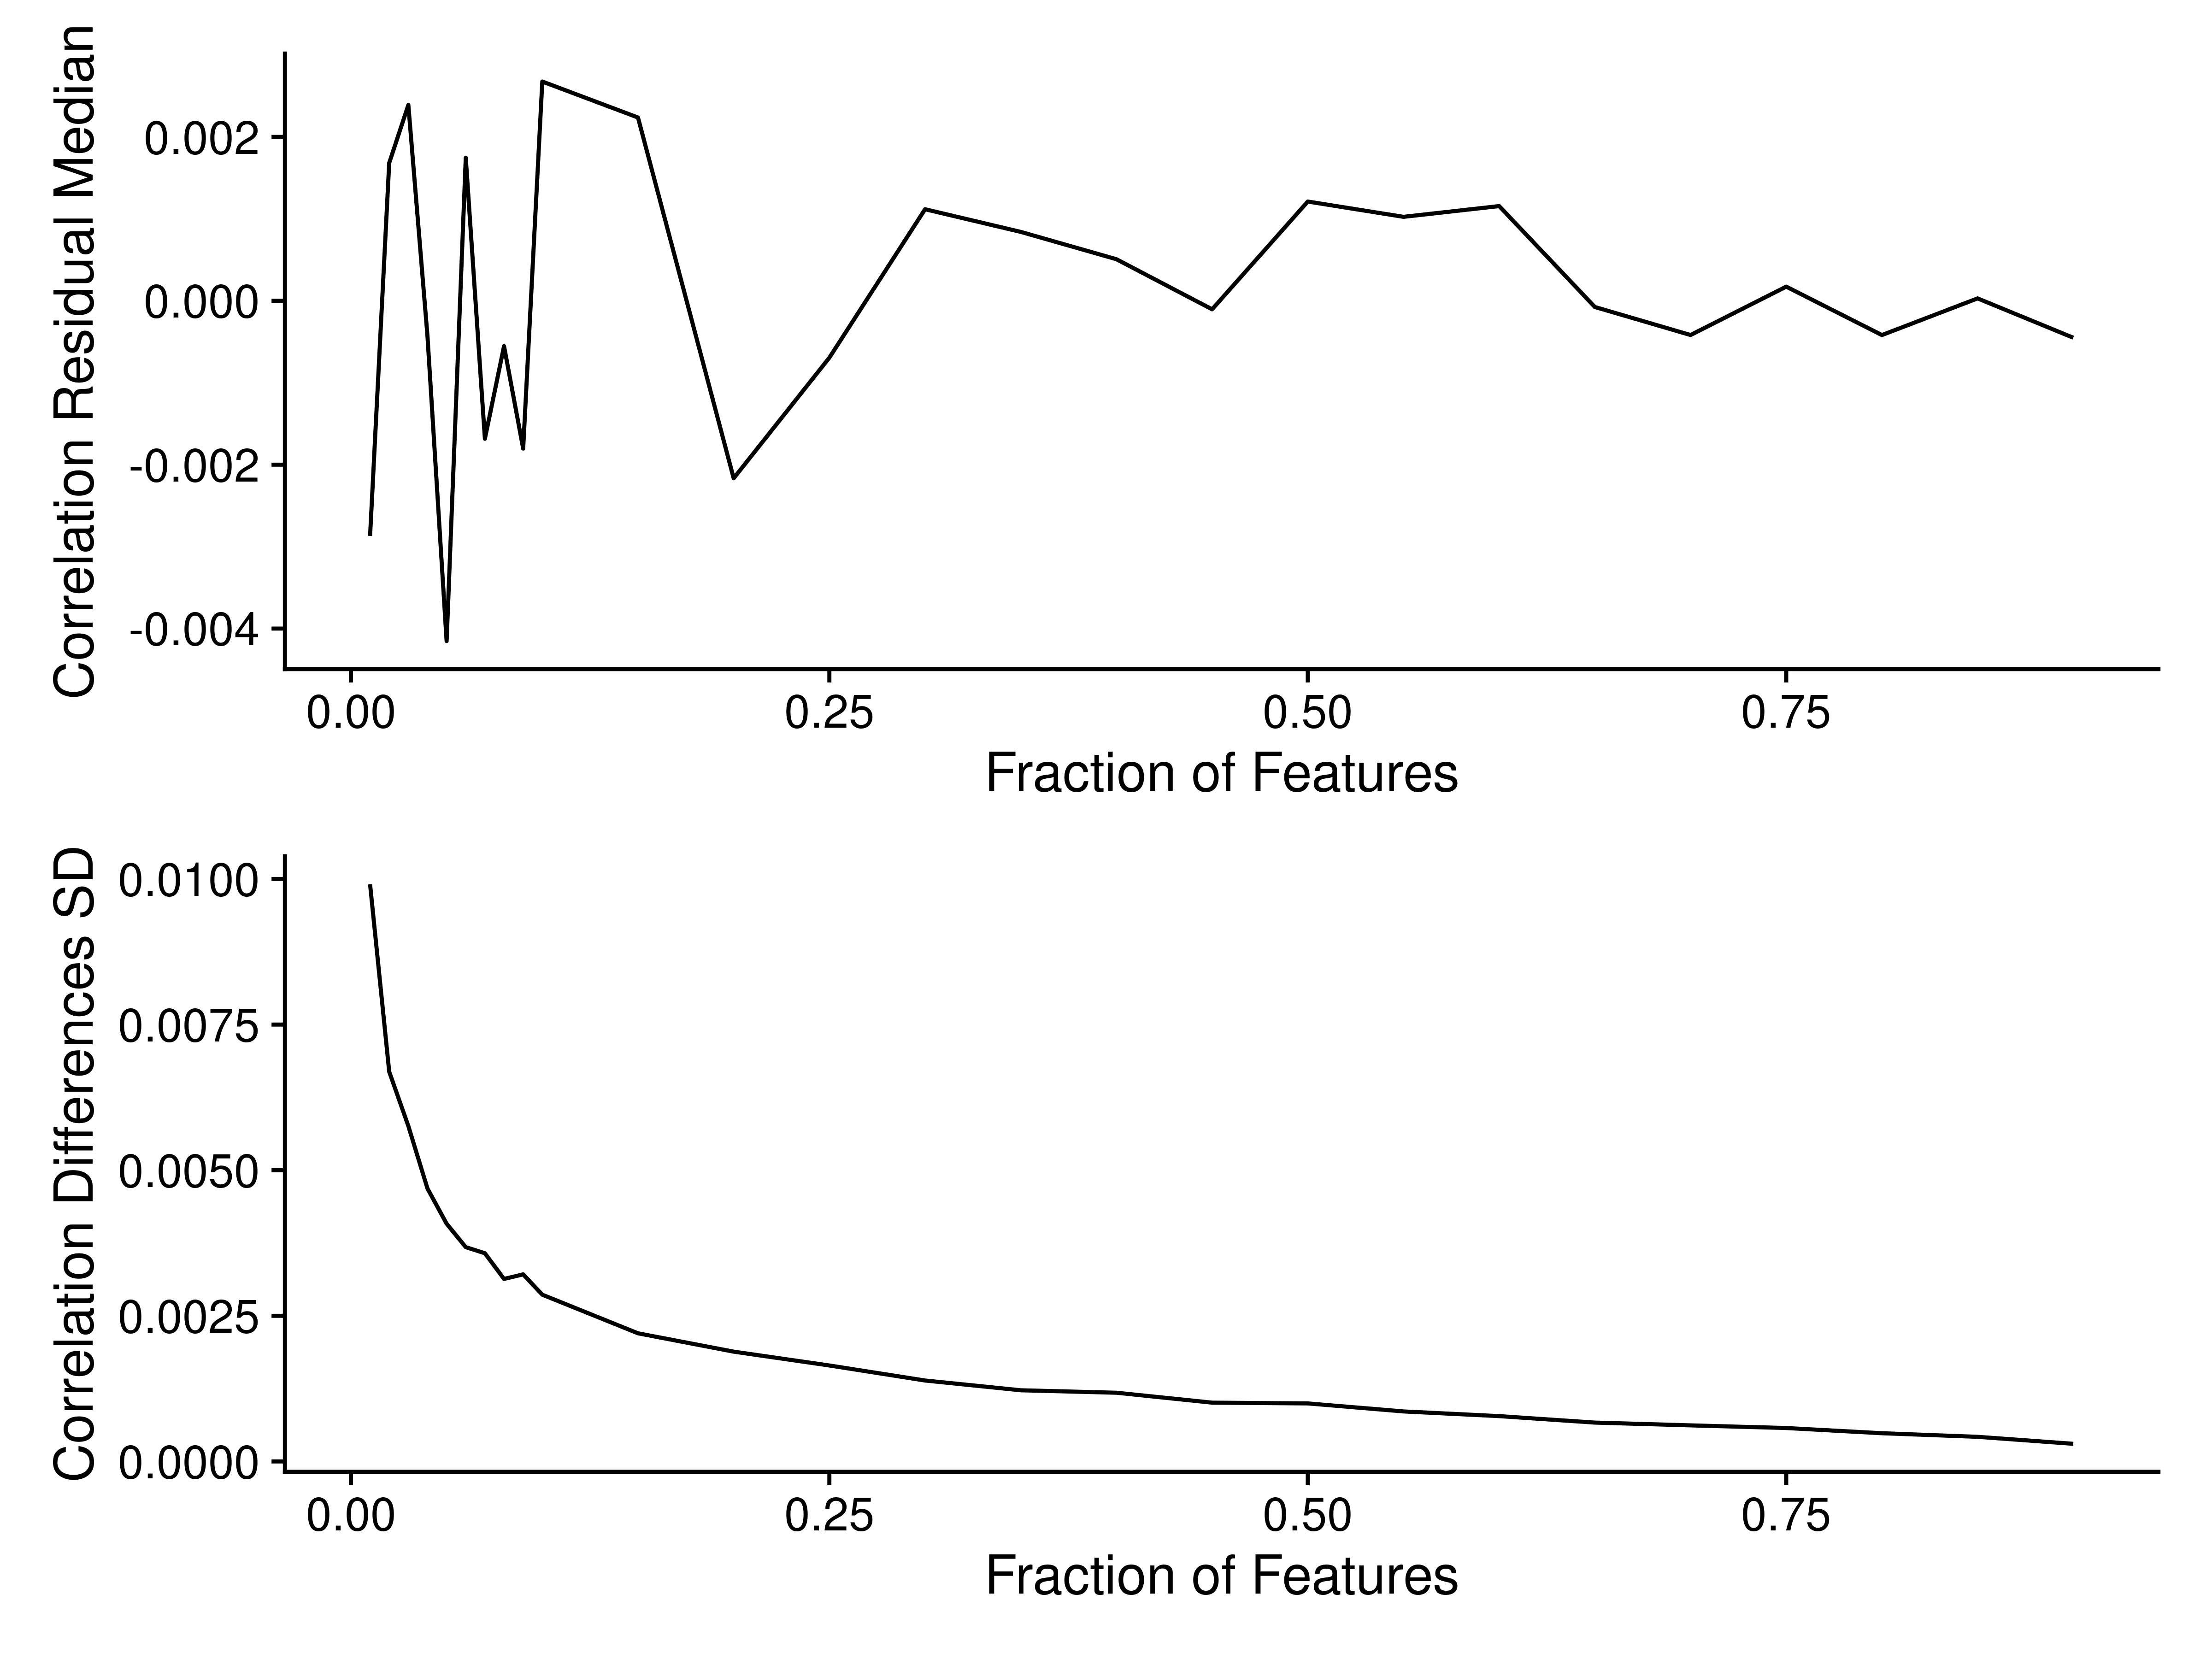 Correlation Residual Median
0.002
0.000
-0.002
-0.004
0.00 0.25 0.50 0.75
Fraction of Features
Correlation Differences SD
0.0100
0.0075
0.0050
0.0025
0.0000
0.00 0.25 0.50 0.75
Fraction of Features